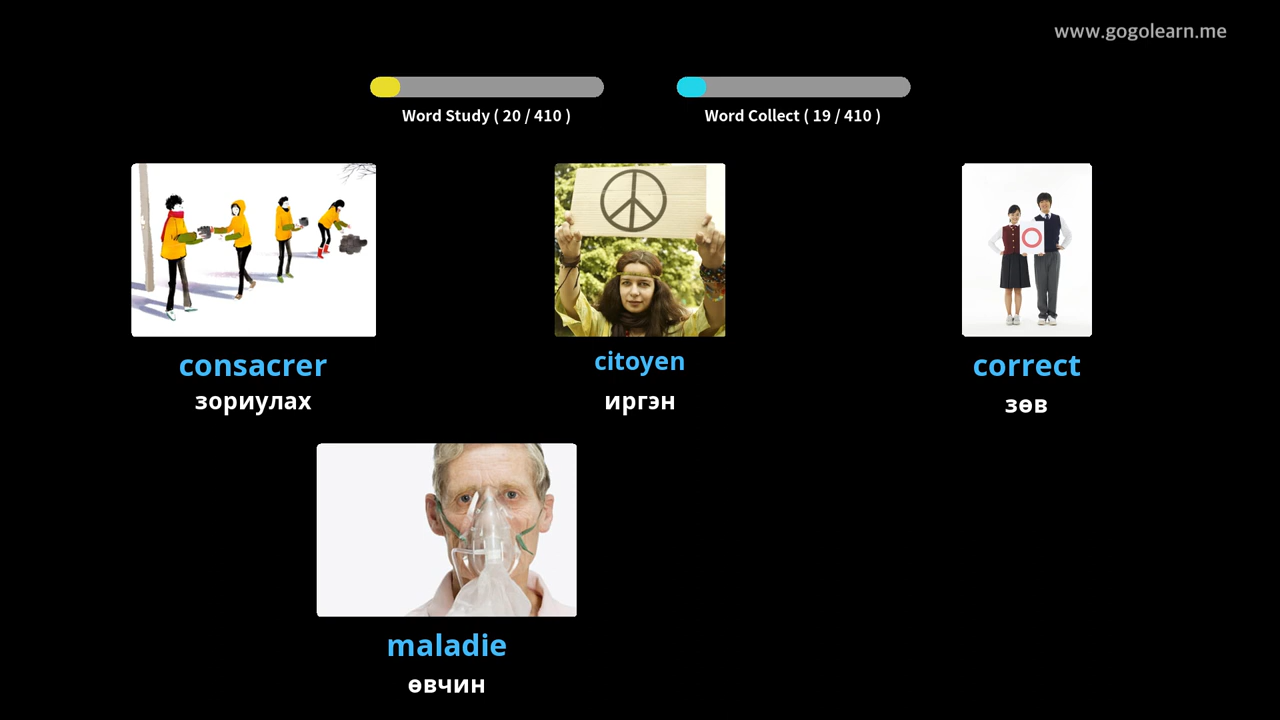 www.gogolearn.me
Word Study ( 20 / 410 )
Word Collect ( 19 / 410 )
consacrer
зориулах
citoyen
иргэн
correct
зөв
maladie
өвчин